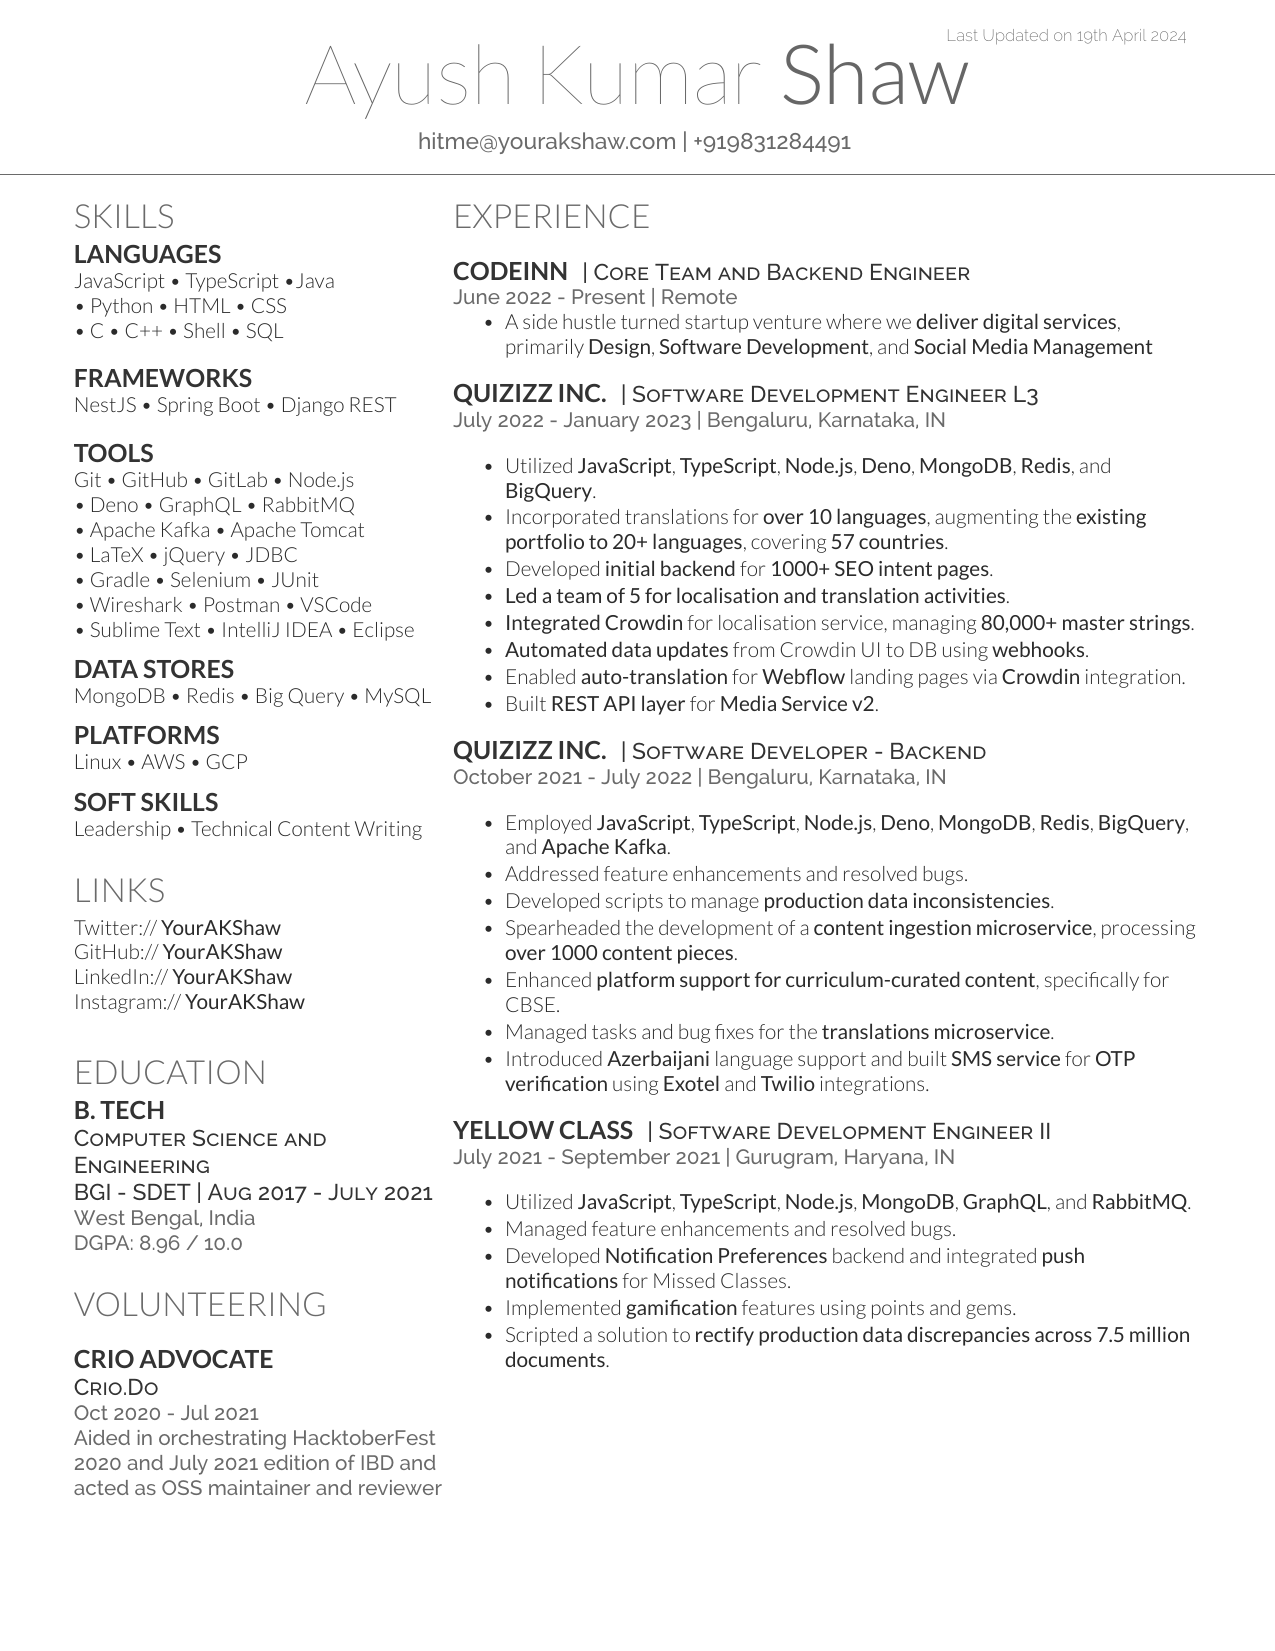 Last Updated on 19th April 2024
Ayush Kumar Shaw
hitme@yourakshaw.com | +919831284491
SKILLS
LANGUAGES
JavaScript • TypeScript •Java
• Python • HTML • CSS
• C • C++ • Shell • SQL
FRAMEWORKS
NestJS • Spring Boot • Django REST
TOOLS
Git • GitHub • GitLab • Node.js
• Deno • GraphQL • RabbitMQ
• Apache Kafka • Apache Tomcat
• LaTeX • jQuery • JDBC
• Gradle • Selenium • JUnit
• Wireshark • Postman • VSCode
• Sublime Text • IntelliJ IDEA • Eclipse
DATA STORES
MongoDB • Redis • Big Query • MySQL
PLATFORMS
Linux • AWS • GCP
SOFT SKILLS
Leadership • Technical Content Writing
LINKS
Twitter:// YourAKShaw
GitHub:// YourAKShaw
LinkedIn:// YourAKShaw
Instagram:// YourAKShaw
EDUCATION
B. TECH
Computer Science and
Engineering
BGI - SDET | Aug 2017 - July 2021
West Bengal, India
DGPA: 8.96 / 10.0
VOLUNTEERING
CRIO ADVOCATE
Crio.Do
Oct 2020 - Jul 2021
Aided in orchestrating HacktoberFest
2020 and July 2021 edition of IBD and
acted as OSS maintainer and reviewer
EXPERIENCE
CODEINN | Core Team and Backend Engineer
June 2022 - Present | Remote
• A side hustle turned startup venture where we deliver digital services,
primarily Design, Software Development, and Social Media Management
QUIZIZZ INC. | Software Development Engineer L3
July 2022 - January 2023 | Bengaluru, Karnataka, IN
• Utilized JavaScript, TypeScript, Node.js, Deno, MongoDB, Redis, and
BigQuery.
• Incorporated translations for over 10 languages, augmenting the existing
portfolio to 20+ languages, covering 57 countries.
• Developed initial backend for 1000+ SEO intent pages.
• Led a team of 5 for localisation and translation activities.
• Integrated Crowdin for localisation service, managing 80,000+ master strings.
• Automated data updates from Crowdin UI to DB using webhooks.
• Enabled auto-translation for Webflow landing pages via Crowdin integration.
• Built REST API layer for Media Service v2.
QUIZIZZ INC. | Software Developer - Backend
October 2021 - July 2022 | Bengaluru, Karnataka, IN
• Employed JavaScript, TypeScript, Node.js, Deno, MongoDB, Redis, BigQuery,
and Apache Kafka.
• Addressed feature enhancements and resolved bugs.
• Developed scripts to manage production data inconsistencies.
• Spearheaded the development of a content ingestion microservice, processing
over 1000 content pieces.
• Enhanced platform support for curriculum-curated content, specifically for
CBSE.
• Managed tasks and bug fixes for the translations microservice.
• Introduced Azerbaijani language support and built SMS service for OTP
verification using Exotel and Twilio integrations.
YELLOW CLASS | Software Development Engineer II
July 2021 - September 2021 | Gurugram, Haryana, IN
• Utilized JavaScript, TypeScript, Node.js, MongoDB, GraphQL, and RabbitMQ.
• Managed feature enhancements and resolved bugs.
• Developed Notification Preferences backend and integrated push
notifications for Missed Classes.
• Implemented gamification features using points and gems.
• Scripted a solution to rectify production data discrepancies across 7.5 million
documents.